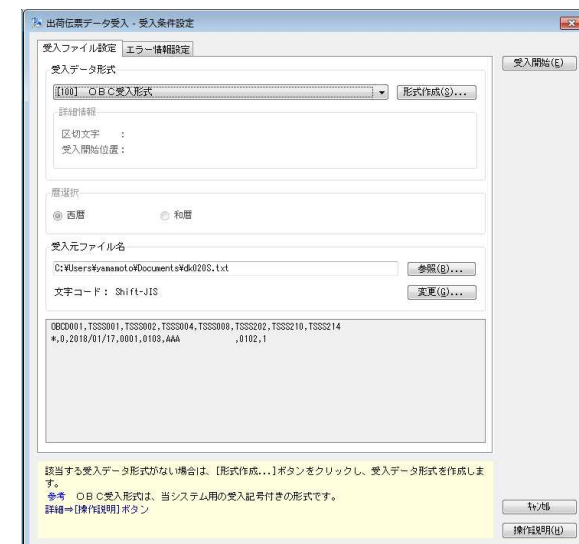 出荷伝票データ受入 - 受入条件設定
受入ファイル設定 エラー情報設定
受入開始(E)
受入データ形式
[100] OBC受入形式
形式作成(S)...
詳細情報
区切文字 :
受入開始位置 :
暦選択
西暦 和暦
受入元ファイル名
C:¥Users¥yamamoto¥Documents¥dk020S.txt
参照(B)...
文字コード : Shift-JIS
変更(G)...
OBCD001,TSSS001,TSSS002,TSSS004,TSSS008,TSSS202,TSSS210,TSSS214
*,0,2018/01/17,0001,0103,AAA ,0102,1
該当する受入データ形式がない場合は、[形式作成...]ボタンをクリックし、受入データ形式を作成しま
す。
参考 OBC受入形式は、当システム用の受入記号付きの形式です。
詳細⇒[操作説明]ボタン
キャンセル
操作説明(H)